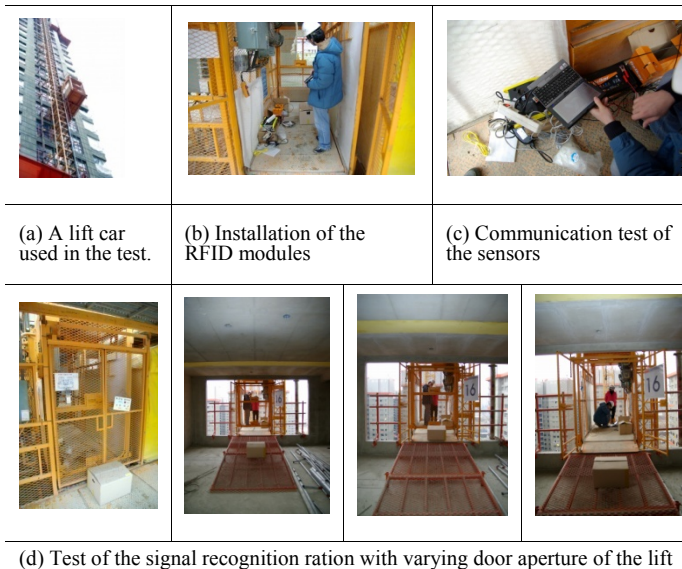 (a) A lift car
used in the test.
(b) Installation of the
RFID modules
(c) Communication test of
the sensors
16
16
16
(d) Test of the signal recognition ration with varying door aperture of the lift